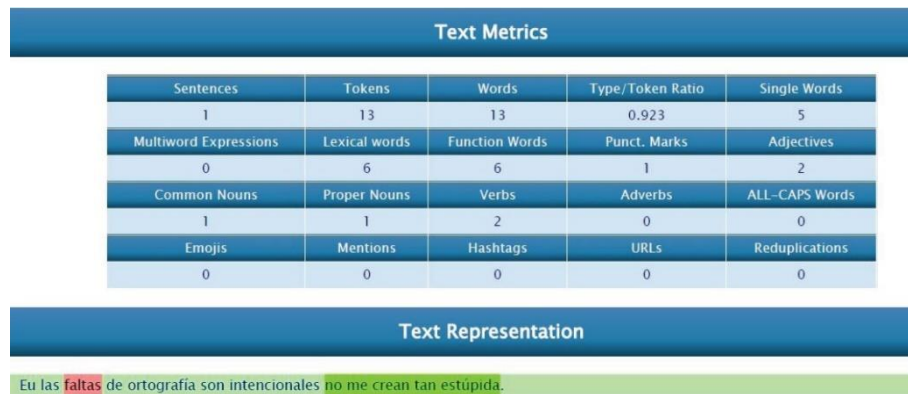 Text Metrics
Sentences Tokens Words Type/Token Ratio Single Words
1 13 13 0.923 5
Multiword Expressions Lexical words Function Words Punct. Marks Adjectives
0 6 6 1 2
Common Nouns Proper Nouns Verbs Adverbs ALL-CAPS Words
1 1 2 0 0
Emojis Mentions Hashtags URLs Reduplications
0 0 0 0 0
Text Representation
Eu las faltas de ortografía son intencionales no me crean tan estúpida.